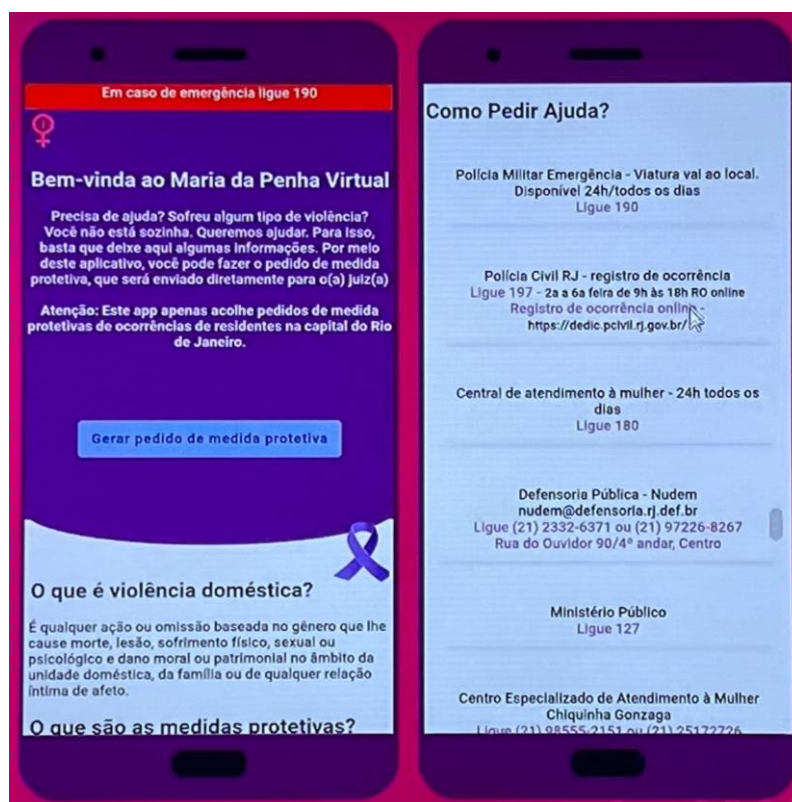 Em caso de emergência ligue 190
Bem-vinda ao Maria da Penha Virtual
Precisa de ajuda? Sofreu algum tipo de violência?
Você não está sozinha. Queremos ajudar. Para isso,
basta que deixe aqui algumas informações. Por meio
deste aplicativo, você pode fazer o pedido de medida
protetiva, que será enviado diretamente para o(a) juiz(a)
Atenção: Este app apenas acolhe pedidos de medida
protetivas de ocorrências de residentes na capital do Rio
de Janeiro.
Gerar pedido de medida protetiva
O que é violência doméstica?
É qualquer ação ou omissão baseada no gênero que lhe
cause morte, lesão, sofrimento físico, sexual ou
psicológico e dano moral ou patrimonial no âmbito da
unidade doméstica, da família ou de qualquer relação
íntima de afeto.
O que são as medidas protetivas?
Como Pedir Ajuda?
Polícia Militar Emergência - Viatura vai ao local.
Disponível 24h/todos os dias
Ligue 190
Polícia Civil RJ - registro de ocorrência
Ligue 197 - 2a a 6a feira de 9h às 18h RO online
Registro de ocorrência online -
https://dedic.pcivil.rj.gov.br/
Central de atendimento à mulher - 24h todos os
dias
Ligue 180
Defensoria Pública - Nudem
nudem@defensoria.rj.def.br
Ligue (21) 2332-6371 ou (21) 97226-8267
Rua do Ouvidor 90/4º andar, Centro
Ministério Público
Ligue 127
Centro Especializado de Atendimento à Mulher
Chiquinha Gonzaga
Ligue (21) 98555-2151 ou (21) 25172726